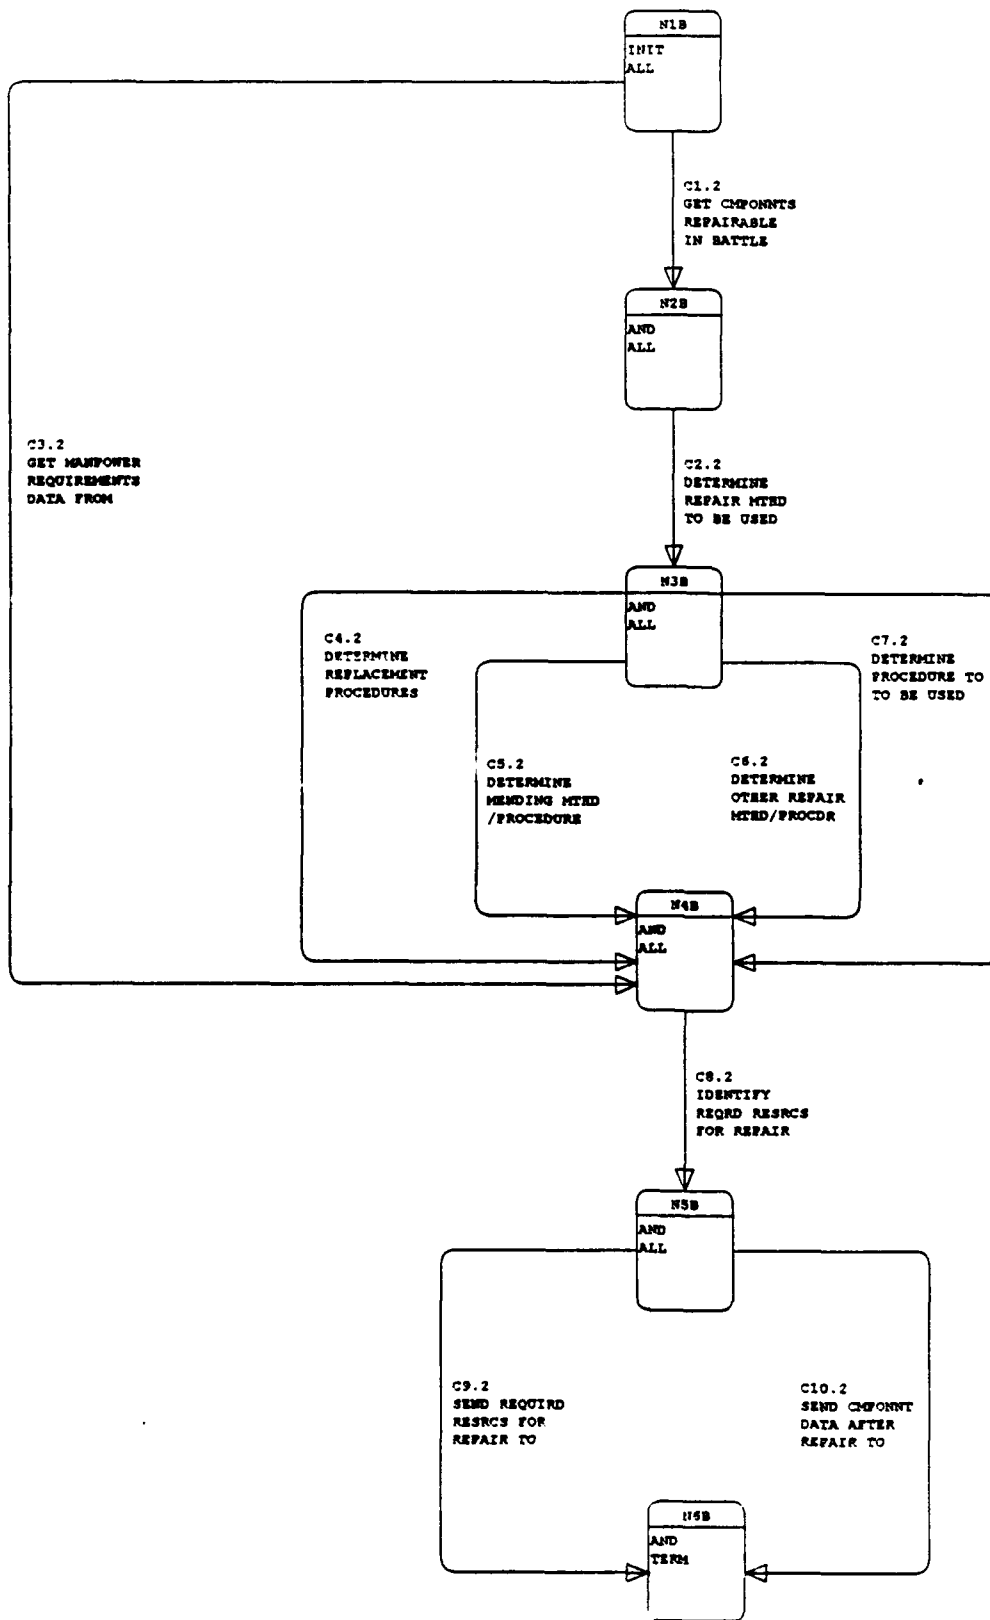 N1B
INIT
ALL
C1.2
GET CMPONNTS
REPAIRABLE
IN BATTLE
N2B
AND
ALL
C3.2
GET MANPOWER
REQUIREMENTS
DATA FROM
C2.2
DETERMINE
REPAIR MTHD
TO BE USED
N3B
AND
ALL
C4.2
DETERMINE
REPLACEMENT
PROCEDURES
C7.2
DETERMINE
PROCEDURE TO
TO BE USED
C5.2
DETERMINE
MENDING MTHD
/PROCEDURE
C6.2
DETERMINE
OTHER REPAIR
MTHD/PROCDR
N4B
AND
ALL
C8.2
IDENTIFY
REQRD RESRCS
FOR REPAIR
N5B
AND
ALL
C9.2
SEND REQUIRD
RESRCS FOR
REPAIR TO
C10.2
SEND CMPONNT
DATA AFTER
REPAIR TO
N6B
AND
TERM